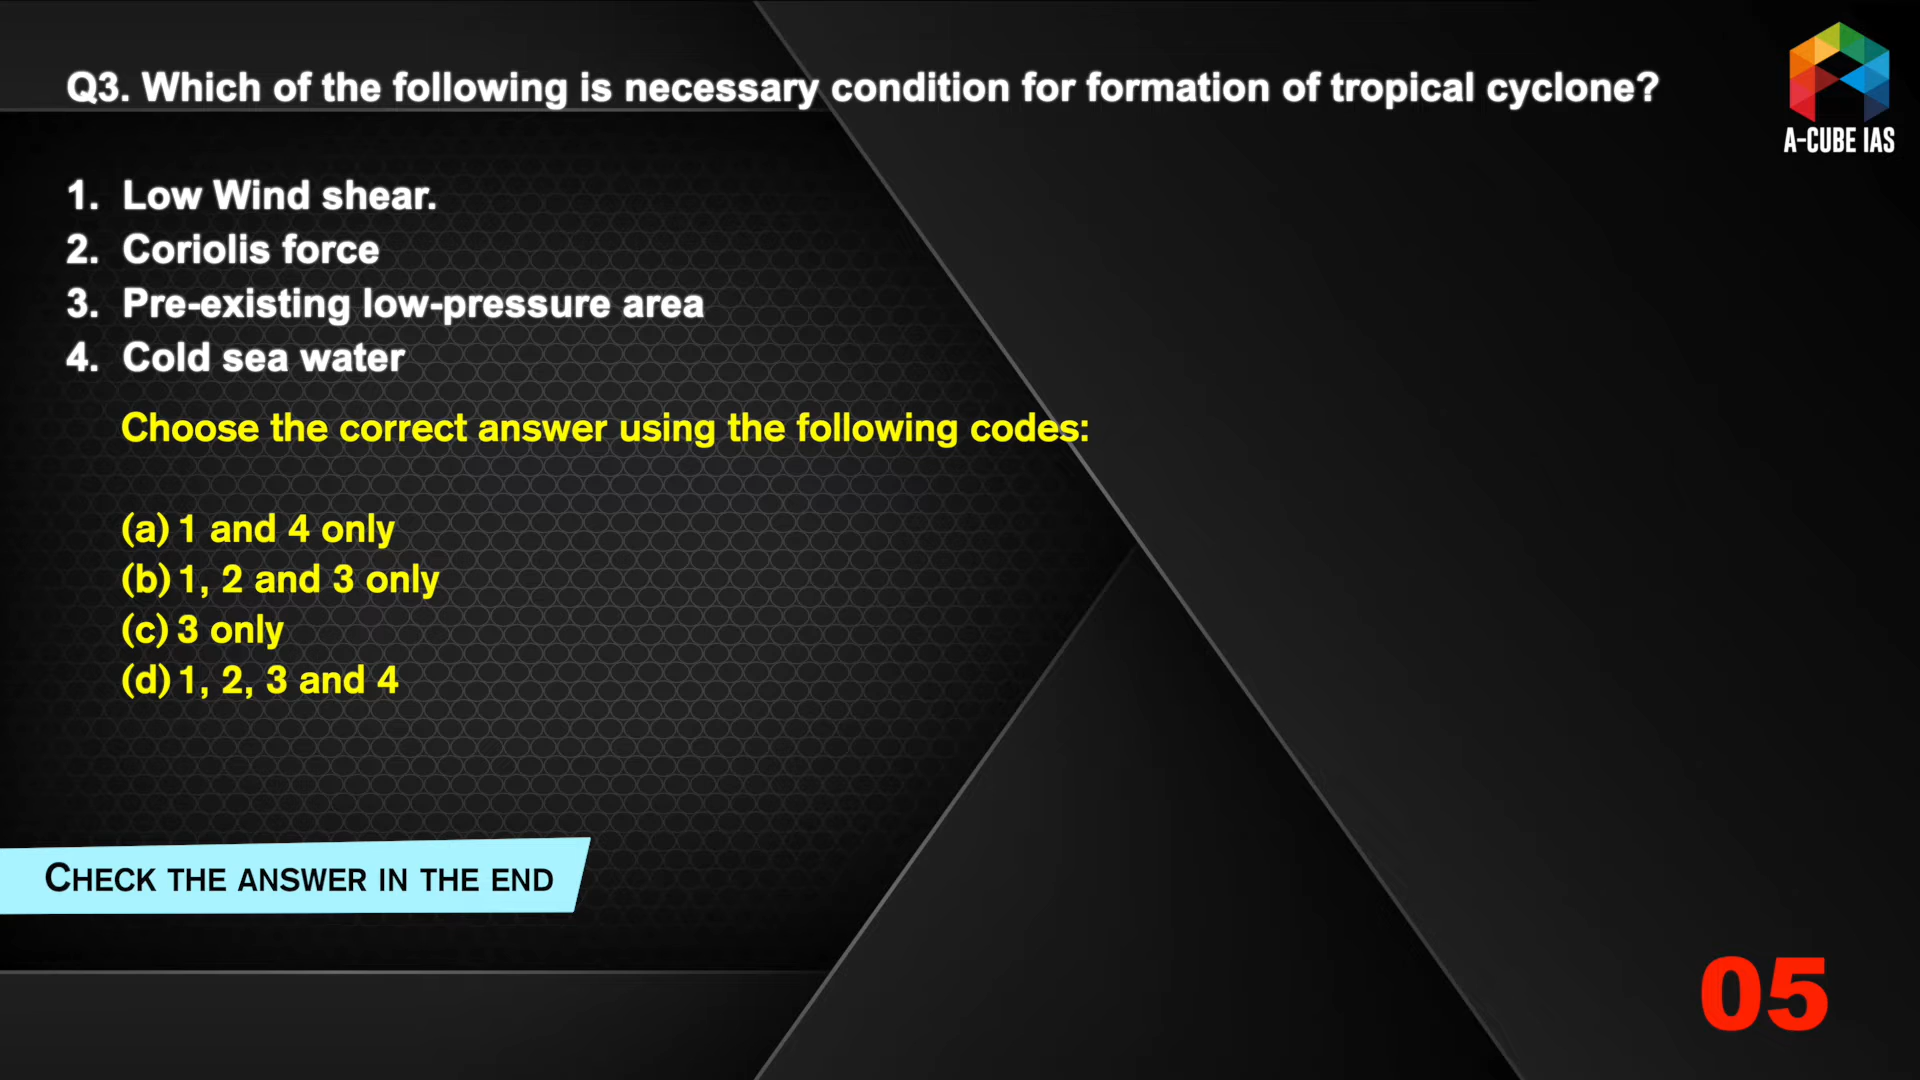 Q3. Which of the following is necessary condition for formation of tropical cyclone?
A-CUBE IAS
1. Low Wind shear.
2. Coriolis force
3. Pre-existing low-pressure area
4. Cold sea water
Choose the correct answer using the following codes:
(a) 1 and 4 only
(b) 1, 2 and 3 only
(c) 3 only
(d) 1, 2, 3 and 4
CHECK THE ANSWER IN THE END
05